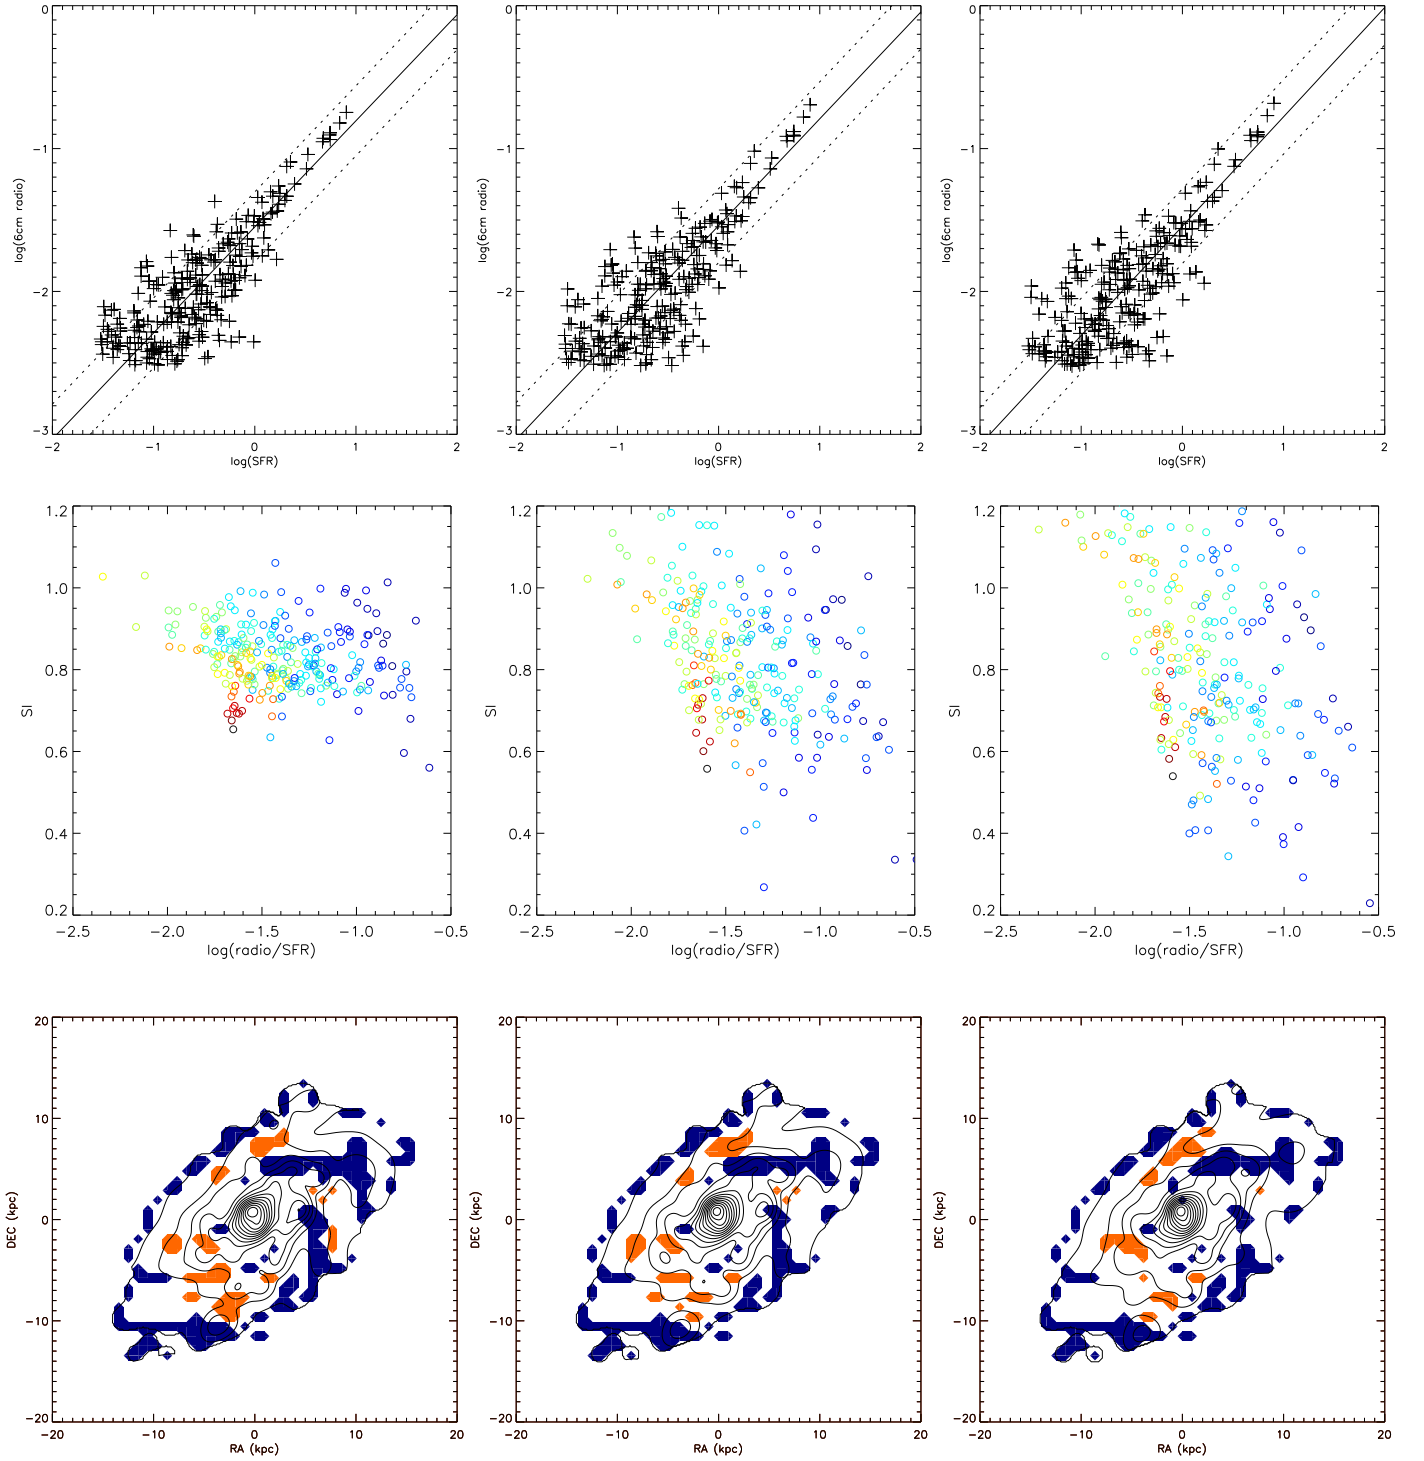 0 0 0
−1 −1 −1
log(6cm radio) log(6cm radio) log(6cm radio)
−2 −2 −2
−3 −3 −3
−2 −1 0 1 2 −2 −1 0 1 2 −2 −1 0 1 2
log(SFR) log(SFR) log(SFR)
1.2 1.2 1.2
1.0 1.0 1.0
0.8 0.8 0.8
SI SI SI
0.6 0.6 0.6
0.4 0.4 0.4
0.2 0.2 0.2
−2.5 −2.0 −1.5 −1.0 −0.5 −2.5 −2.0 −1.5 −1.0 −0.5 −2.5 −2.0 −1.5 −1.0 −0.5
log(radio/SFR) log(radio/SFR) log(radio/SFR)
20 20 20
10 10 10
DEC (kpc) DEC (kpc) DEC (kpc)
0 0 0
−10 −10 −10
−20 −20 −20
−20 −10 0 10 20 −20 −10 0 10 20 −20 −10 0 10 20
RA (kpc) RA (kpc) RA (kpc)